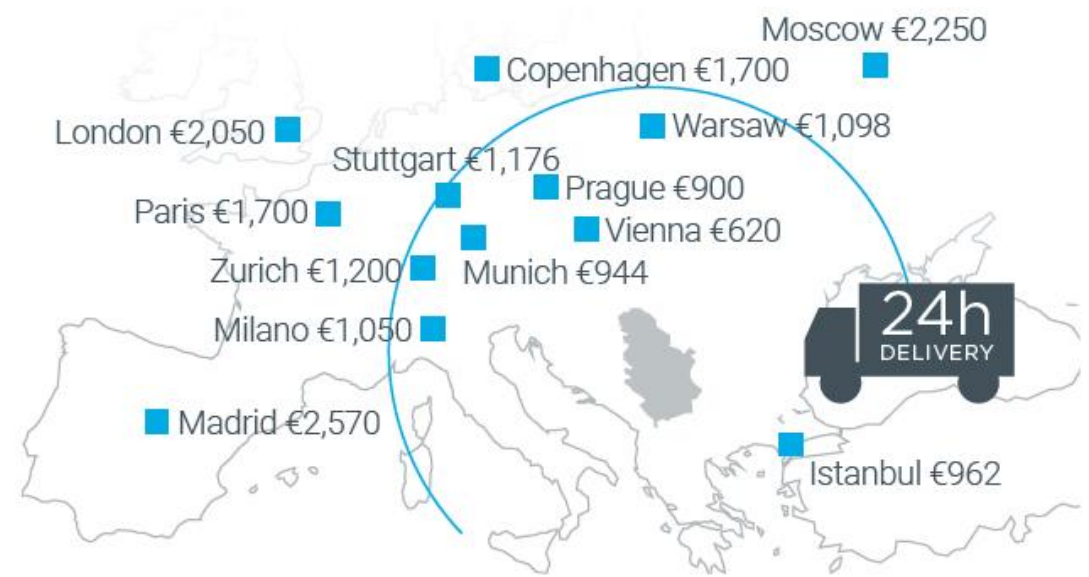 Moscow €2,250
Copenhagen €1,700
London €2,050
Warsaw €1,098
Stuttgart €1,176
Prague €900
Paris €1,700
Vienna €620
Zurich €1,200
Munich €944
24h
DELIVERY
Milano €1,050
Madrid €2,570
Istanbul €962